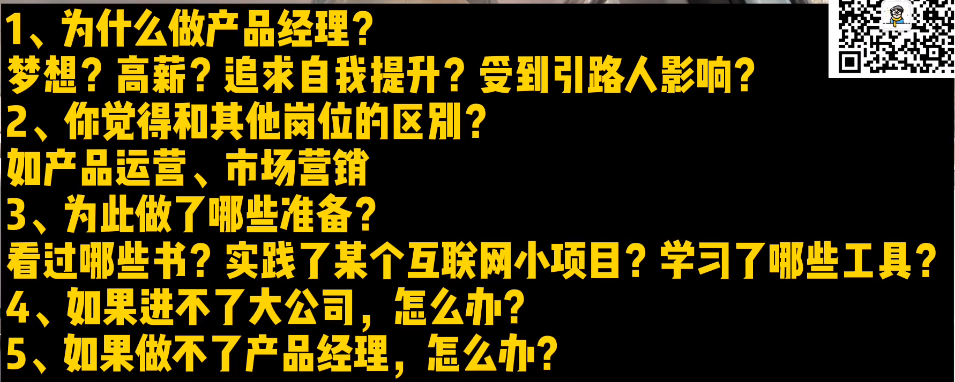 1、为什么做产品经理？
梦想？高薪？追求自我提升？受到引路人影响？
2、你觉得和其他岗位的区别？
如产品运营、市场营销
3、为此做了哪些准备？
看过哪些书？实践了某个互联网小项目？学习了哪些工具？
4、如果进不了大公司，怎么办？
5、如果做不了产品经理，怎么办？